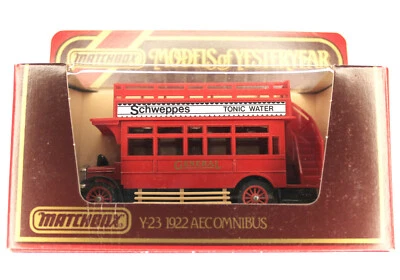 MATCHBOX
MODELS of YESTERYEAR
Schweppes TONIC WATER
GENERAL
MATCHBOX Y-23 1922 AEC OMNIBUS